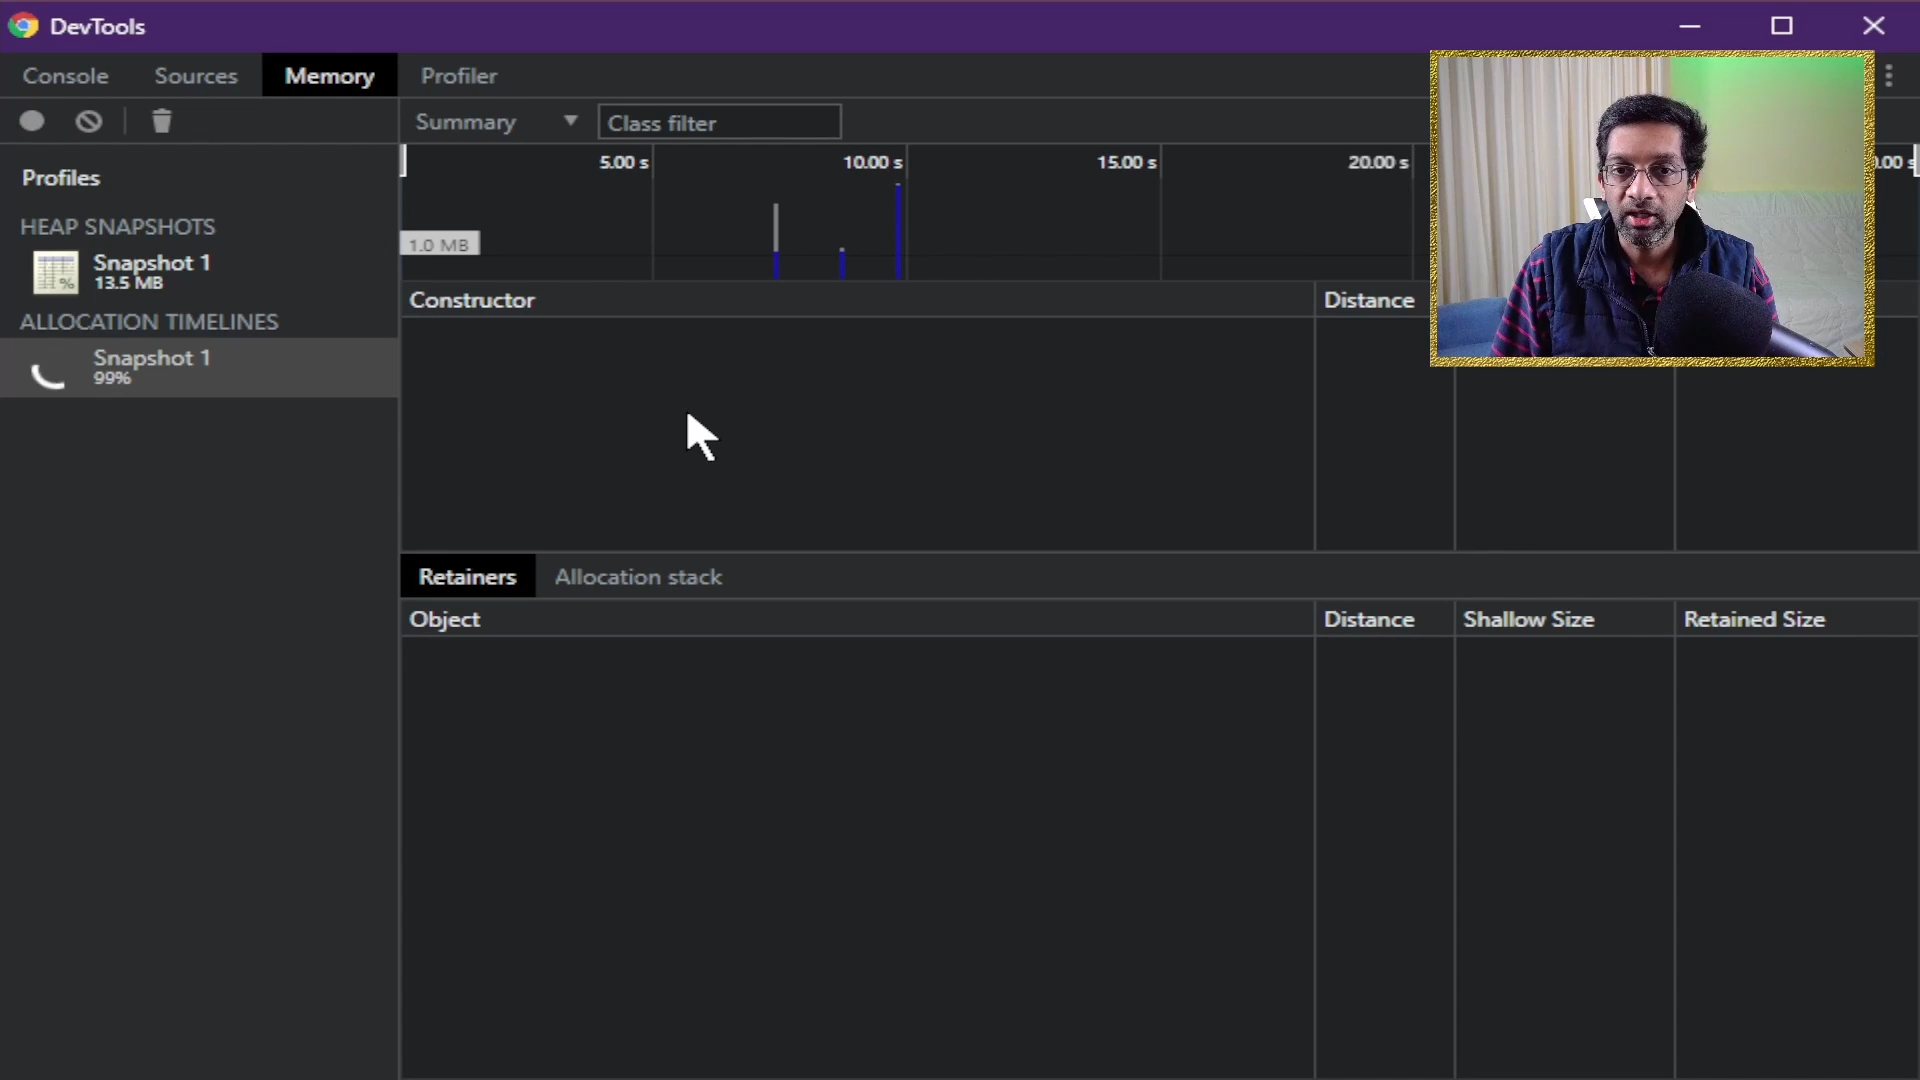 DevTools
Console Sources Memory Profiler
Summary Class filter
5.00 s 10.00 s 15.00 s 20.00 s 0.00 s
Profiles
HEAP SNAPSHOTS
1.0 MB
Snapshot 1
13.5 MB
%
Constructor Distance
ALLOCATION TIMELINES
Snapshot 1
99%
Retainers Allocation stack
Object Distance Shallow Size Retained Size